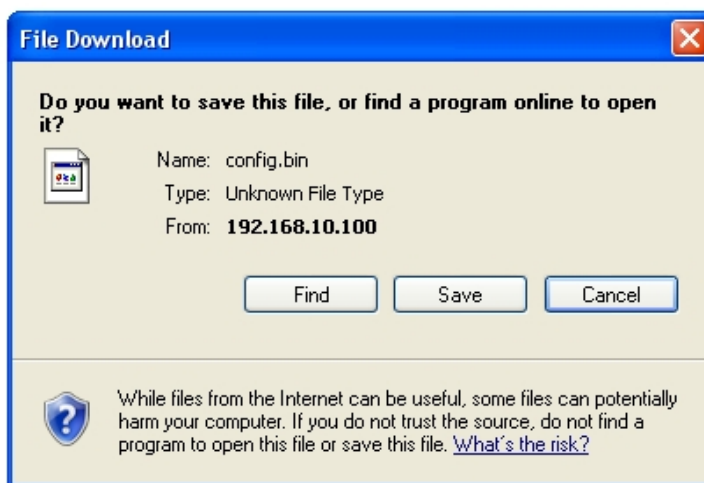 File Download
Do you want to save this file, or find a program online to open
it?
Name: config.bin
Type: Unknown File Type
From: 192.168.10.100
Find Save Cancel
While files from the Internet can be useful, some files can potentially
harm your computer. If you do not trust the source, do not find a
program to open this file or save this file. What's the risk?